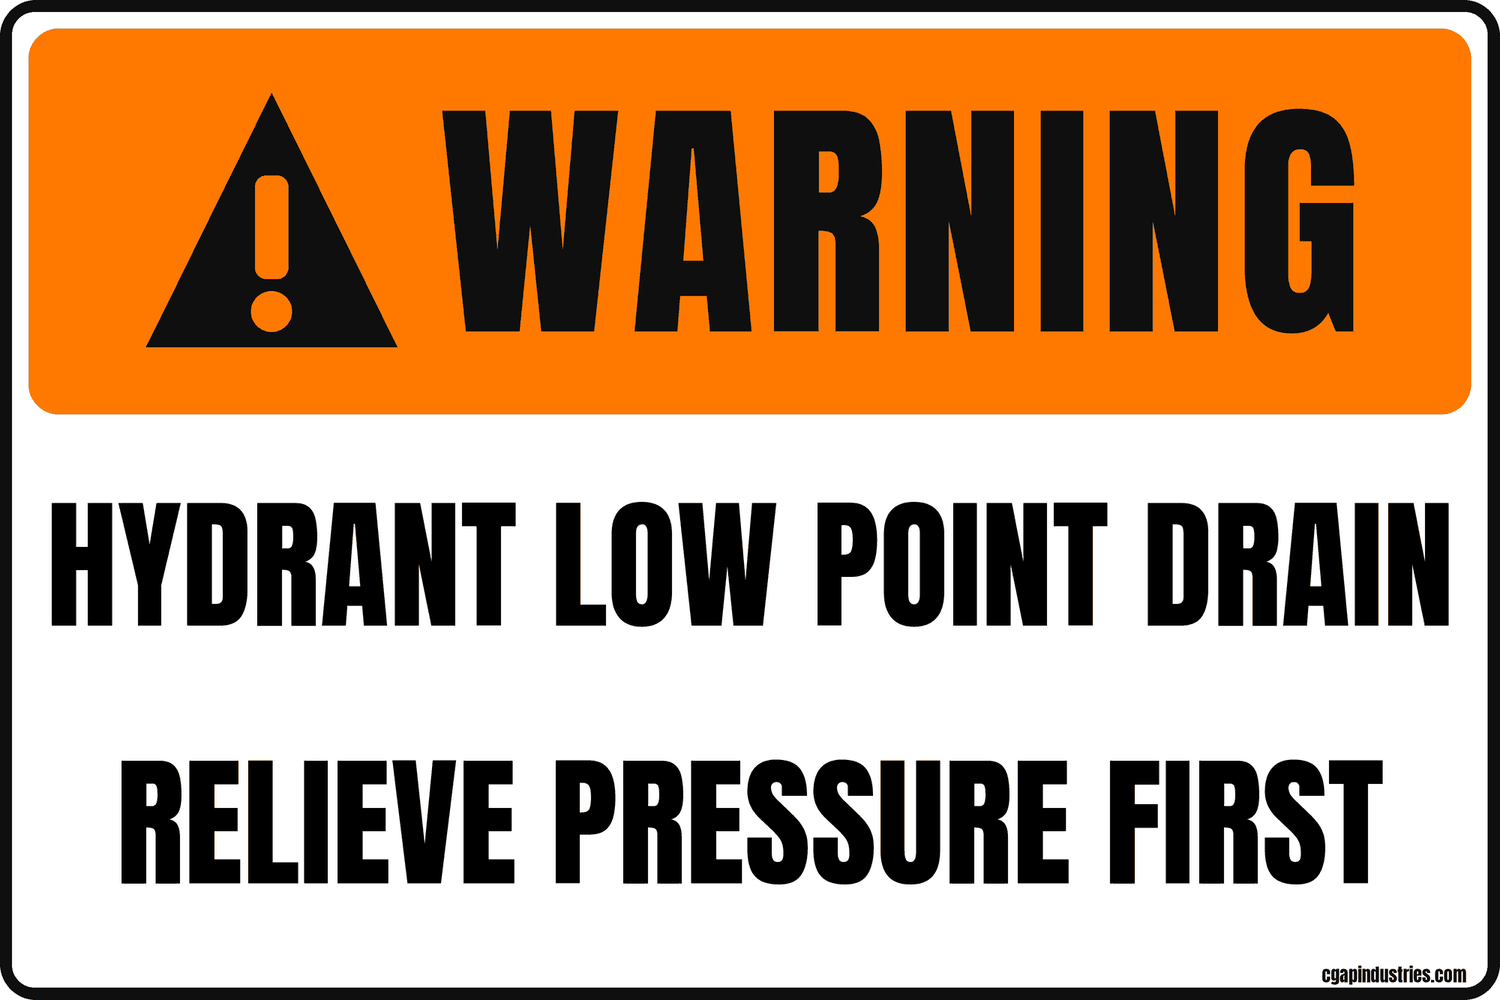 WARNING
HYDRANT LOW POINT DRAIN
RELIEVE PRESSURE FIRST
cgapindustries.com